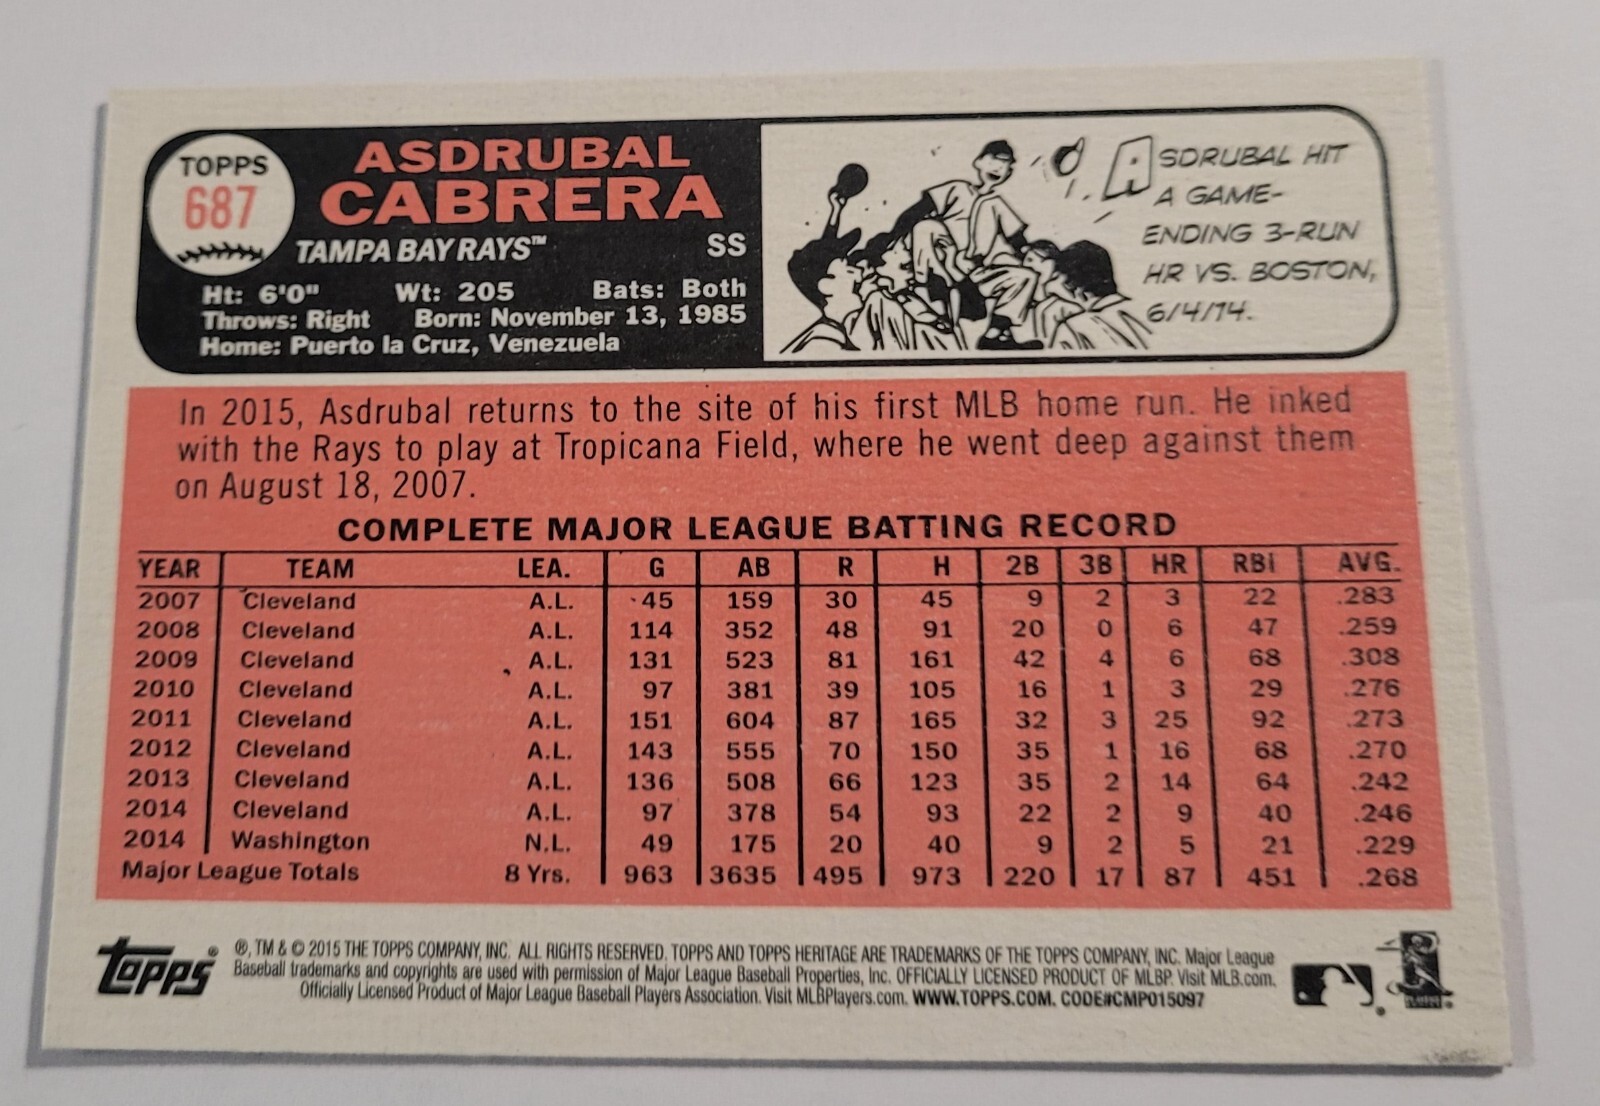 TOPPS
687
ASDRUBAL
CABRERA
TAMPA BAY RAYS™ SS
Ht: 6'0" Wt: 205 Bats: Both
Throws: Right Born: November 13, 1985
Home: Puerto la Cruz, Venezuela
ASDRUBAL HIT
A GAME-
ENDING 3-RUN
HR VS. BOSTON,
6/4/14.
In 2015, Asdrubal returns to the site of his first MLB home run. He inked
with the Rays to play at Tropicana Field, where he went deep against them
on August 18, 2007.
COMPLETE MAJOR LEAGUE BATTING RECORD
YEAR TEAM LEA. G AB R H 2B 3B HR RBI AVG.
2007 Cleveland A.L. 45 159 30 45 9 2 3 22 .283
2008 Cleveland A.L. 114 352 48 91 20 0 6 47 .259
2009 Cleveland A.L. 131 523 81 161 42 4 6 68 .308
2010 Cleveland A.L. 97 381 39 105 16 1 3 29 .276
2011 Cleveland A.L. 151 604 87 165 32 3 25 92 .273
2012 Cleveland A.L. 143 555 70 150 35 1 16 68 .270
2013 Cleveland A.L. 136 508 66 123 35 2 14 64 .242
2014 Cleveland A.L. 97 378 54 93 22 2 9 40 .246
2014 Washington N.L. 49 175 20 40 9 2 5 21 .229
Major League Totals 8 Yrs. 963 3635 495 973 220 17 87 451 .268
topps®
®, TM & © 2015 THE TOPPS COMPANY, INC. ALL RIGHTS RESERVED. TOPPS AND TOPPS HERITAGE ARE TRADEMARKS OF THE TOPPS COMPANY, INC. Major League
Baseball trademarks and copyrights are used with permission of Major League Baseball Properties, Inc. OFFICIALLY LICENSED PRODUCT OF MLBP. Visit MLB.com.
Officially Licensed Product of Major League Baseball Players Association. Visit MLBPlayers.com. WWW.TOPPS.COM. CODE#CMP015097